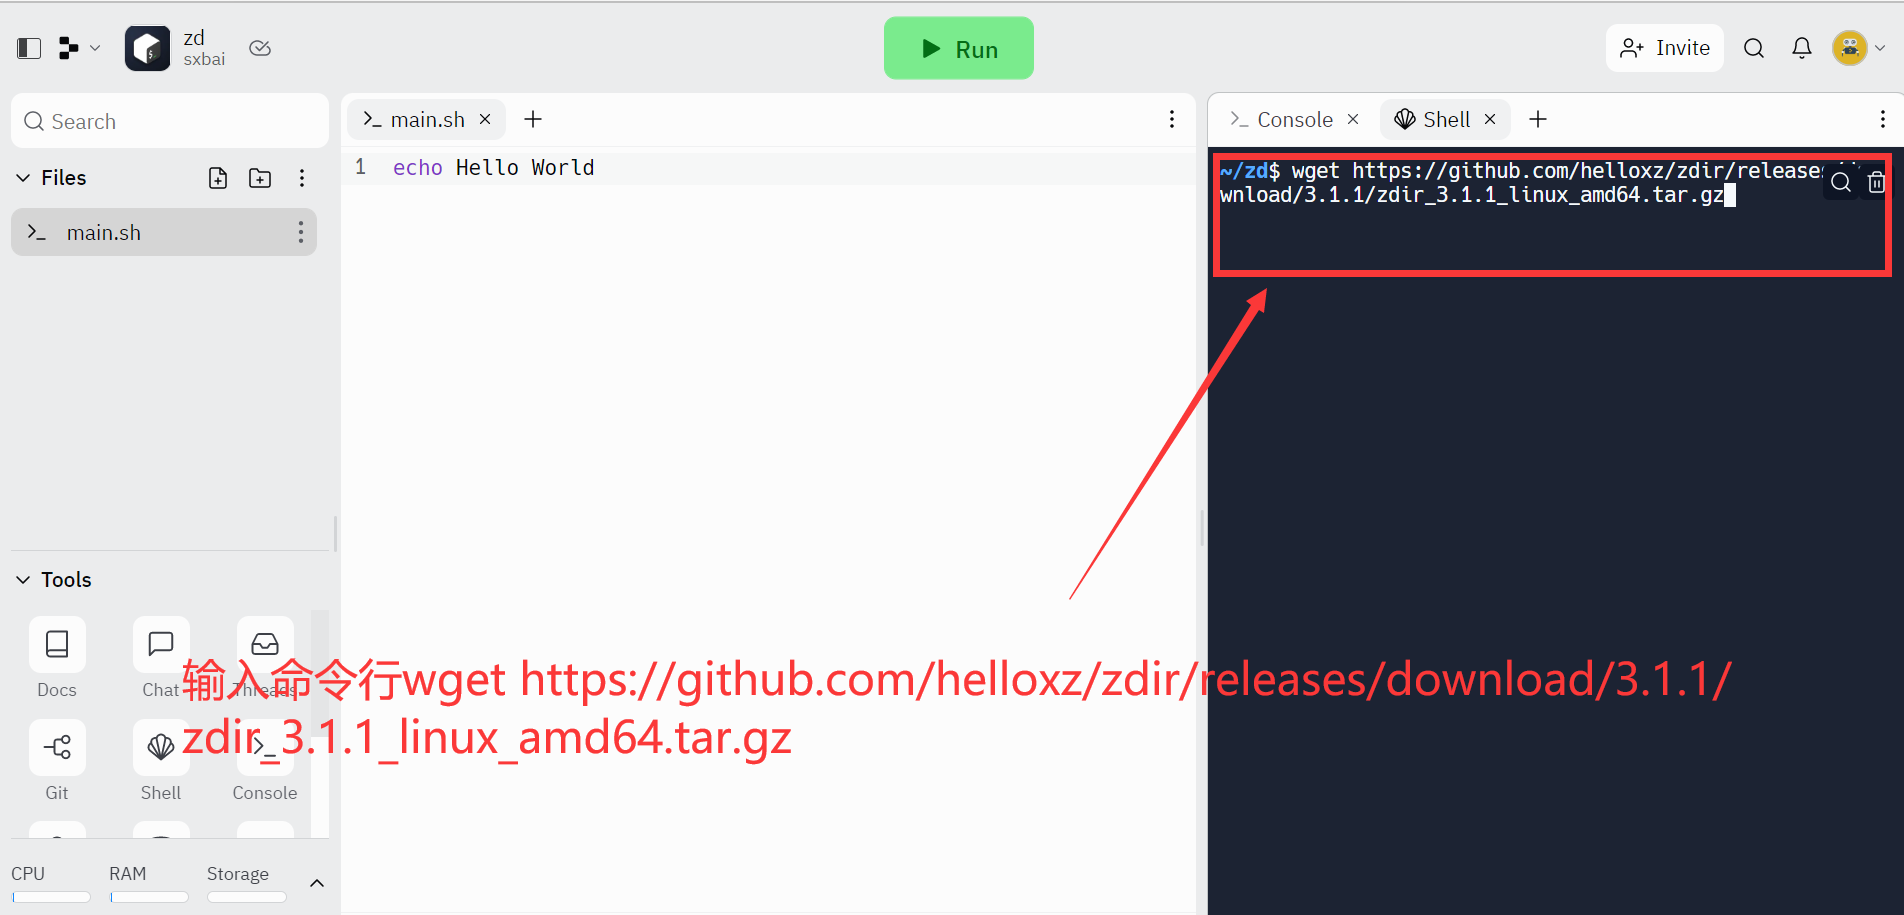 zd
sxbai
Run
Invite
Search
main.sh
Console
Shell
Files
1 echo Hello World
main.sh
~/zd$ wget https://github.com/helloxz/zdir/releases
wnload/3.1.1/zdir_3.1.1_linux_amd64.tar.gz
Tools
Docs
Chat
Threads
输入命令行wget https://github.com/helloxz/zdir/releases/download/3.1.1/
zdir_3.1.1_linux_amd64.tar.gz
Git
Shell
Console
CPU
RAM
Storage